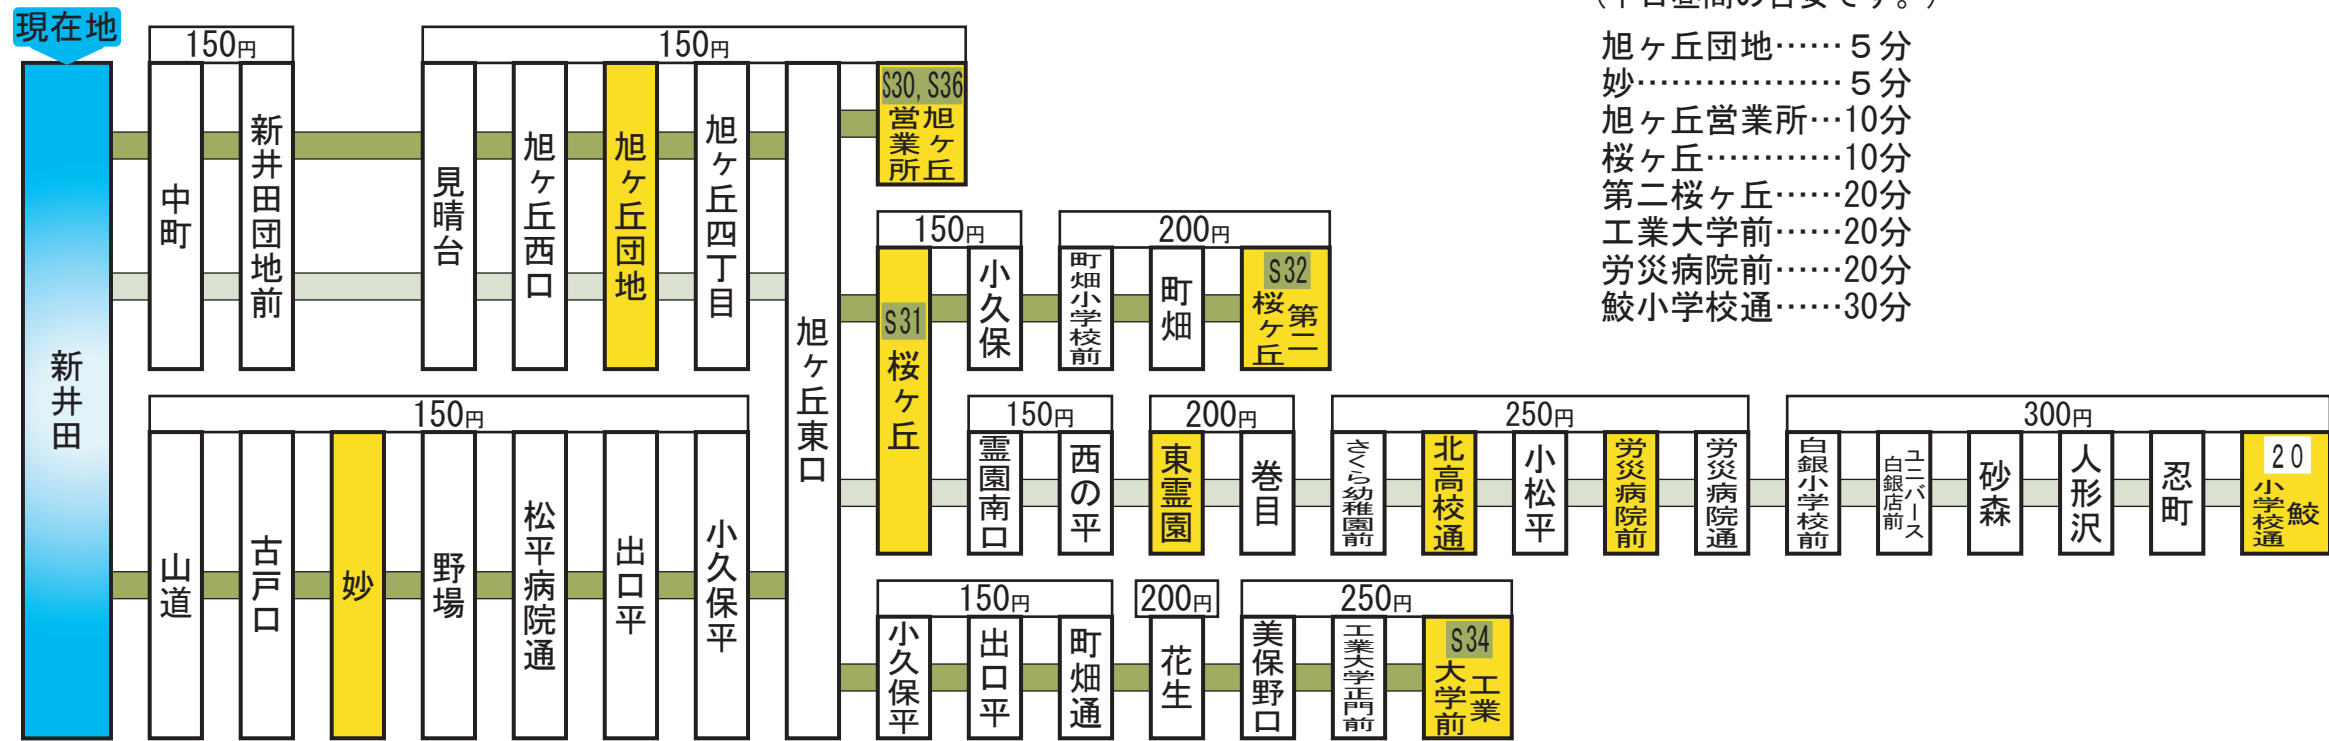 現在地
新井田
150円
中町
新井田団地前
150円
見晴台
旭ヶ丘西口
旭ヶ丘団地
旭ヶ丘四丁目
旭ヶ丘東口
S30, S36
旭ヶ丘
営業所
150円
S31
桜ヶ丘
小久保
200円
町畑小学校前
町畑
S32
第二
桜ヶ丘
150円
山道
古戸口
妙
野場
松平病院通
出口平
小久保平
150円
霊園南口
西の平
200円
東霊園
巻目
250円
さくら幼稚園前
北高校通
小松平
労災病院前
労災病院通
300円
白銀小学校前
ユニバース
白銀店前
砂森
人形沢
忍町
20
鮫
小学校通
150円
小久保平
出口平
町畑通
200円
花生
250円
美保野口
工業大学正門前
S34
工業
大学前
旭ヶ丘団地……5分
妙………………5分
旭ヶ丘営業所…10分
桜ヶ丘…………10分
第二桜ヶ丘……20分
工業大学前……20分
労災病院前……20分
鮫小学校通……30分